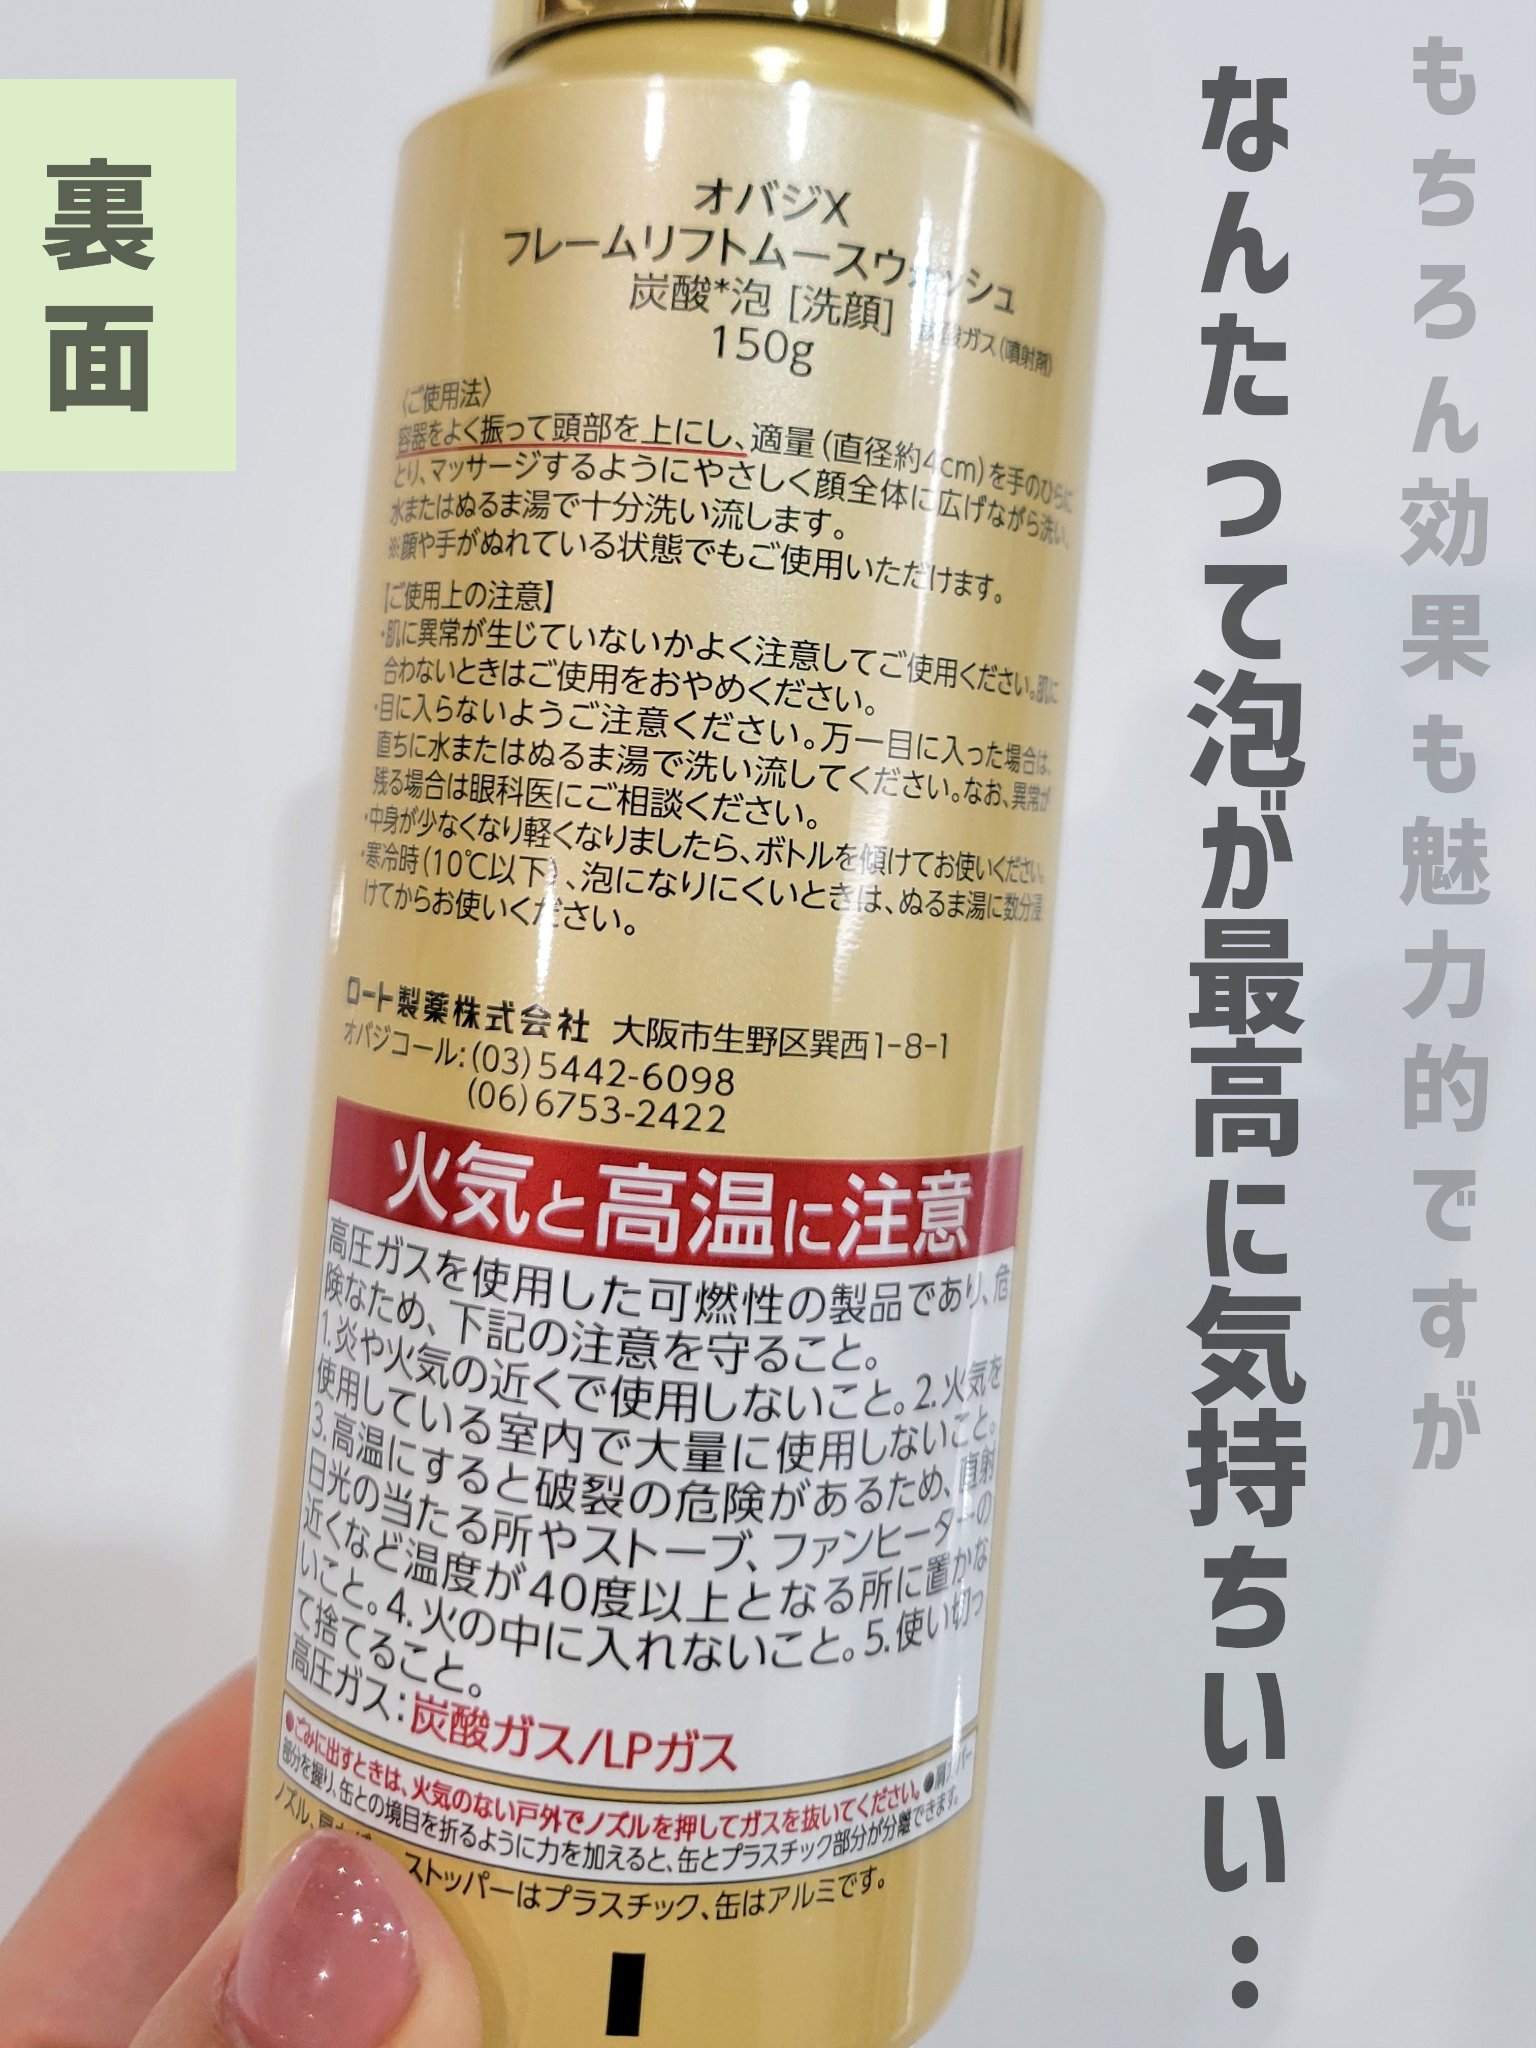 裏面
もちろん効果も魅力的ですが
なんたって泡が最高に気持ちいい…
オバジX
フレームリフトムースウォッシュ
炭酸*泡 [洗顔]
炭酸ガス(噴射剤)
150g
〈ご使用法〉
容器をよく振って頭部を上にし、適量(直径約4cm)を手のひらに
とり、マッサージするようにやさしく顔全体に広げながら洗い、
水またはぬるま湯で十分洗い流します。
※顔や手がぬれている状態でもご使用いただけます。
【ご使用上の注意】
・肌に異常が生じていないかよく注意してご使用ください。肌に
合わないときはご使用をおやめください。
・目に入らないようご注意ください。万一目に入った場合は、
直ちに水またはぬるま湯で洗い流してください。なお、異常が
残る場合は眼科医にご相談ください。
・中身が少なくなり軽くなりましたら、ボトルを傾けてお使いください。
・寒冷時(10℃以下)、泡になりにくいときは、ぬるま湯に数分浸
けてからお使いください。
ロート製薬株式会社 大阪市生野区巽西1-8-1
オバジコール:(03)5442-6098
(06)6753-2422
火気と高温に注意
高圧ガスを使用した可燃性の製品であり、危
険なため、下記の注意を守ること。
1.炎や火気の近くで使用しないこと。2.火気を
使用している室内で大量に使用しないこと。
3.高温にすると破裂の危険があるため、直射
日光の当たる所やストーブ、ファンヒーターの
近くなど温度が40度以上となる所に置かな
いこと。4.火の中に入れないこと。5.使い切っ
て捨てること。
高圧ガス:炭酸ガス/LPガス
●ごみに出すときは、火気のない戸外でノズルを押してガスを抜いてください。●肩カバー
部分を握り、缶との境目を折るように力を加えると、缶とプラスチック部分が分離できます。
ノズル、ストッパーはプラスチック、缶はアルミです。